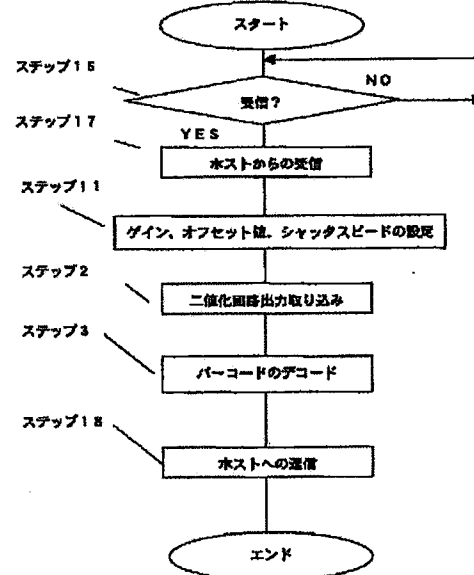 スタート
ステップ15
NO
受信？
ステップ17
YES
ホストからの受信
ステップ11
ゲイン、オフセット値、シャッタスピードの設定
ステップ2
二値化回路出力取り込み
ステップ3
バーコードのデコード
ステップ18
ホストへの送信
エンド